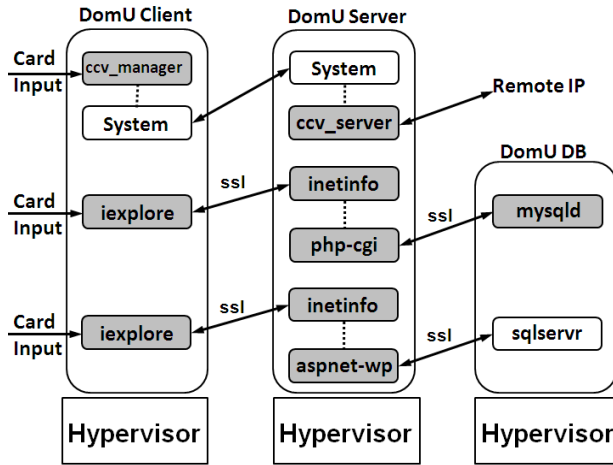 DomU Client
DomU Server
Card
Input
ccv_manager
System
System
ccv_server
Remote IP
DomU DB
Card
Input
iexplore
ssl
inetinfo
php-cgi
ssl
mysqld
Card
Input
iexplore
ssl
inetinfo
aspnet-wp
ssl
sqlservr
Hypervisor
Hypervisor
Hypervisor